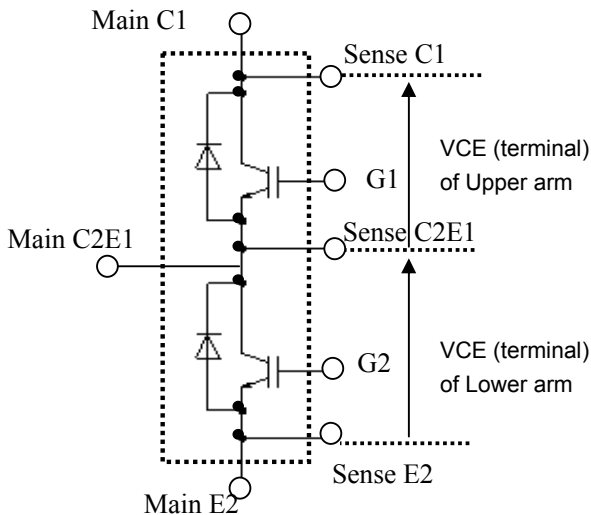 Main C1
Sense C1
VCE (terminal)
of Upper arm
G1
Main C2E1
Sense C2E1
VCE (terminal)
of Lower arm
G2
Sense E2
Main E2